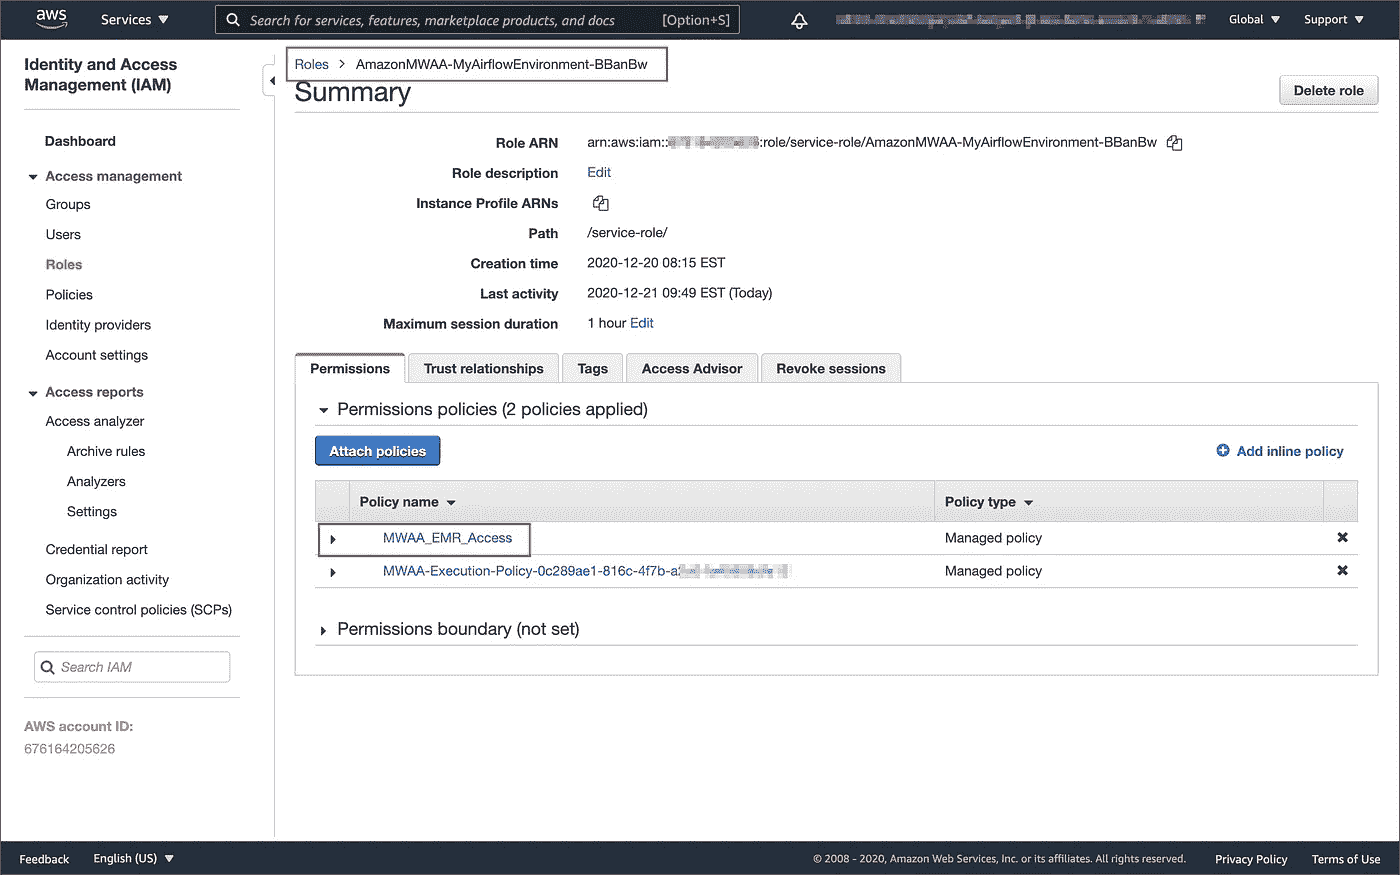 aws Services Search for services, features, marketplace products, and docs [Option+S] Global Support
Identity and Access
Management (IAM)
Dashboard
Access management
Groups
Users
Roles
Policies
Identity providers
Account settings
Access reports
Access analyzer
Archive rules
Analyzers
Settings
Credential report
Organization activity
Service control policies (SCPs)
Search IAM
AWS account ID:
676164205626
Roles > AmazonMWAA-MyAirflowEnvironment-BBanBw
Summary
Delete role
Role ARN arn:aws:iam:: :role/service-role/AmazonMWAA-MyAirflowEnvironment-BBanBw
Role description Edit
Instance Profile ARNs
Path /service-role/
Creation time 2020-12-20 08:15 EST
Last activity 2020-12-21 09:49 EST (Today)
Maximum session duration 1 hour Edit
Permissions Trust relationships Tags Access Advisor Revoke sessions
Permissions policies (2 policies applied)
Attach policies Add inline policy
Policy name Policy type
MWAA_EMR_Access Managed policy
MWAA-Execution-Policy-0c289ae1-816c-4f7b-a Managed policy
Permissions boundary (not set)
Feedback English (US) © 2008 - 2020, Amazon Web Services, Inc. or its affiliates. All rights reserved. Privacy Policy Terms of Use